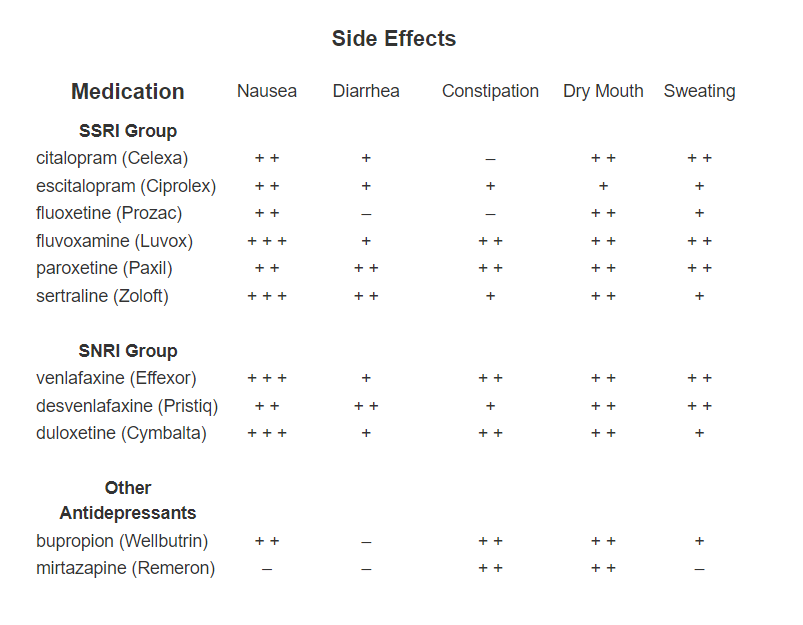 Side Effects
Medication Nausea Diarrhea Constipation Dry Mouth Sweating
SSRI Group
citalopram (Celexa) + + + – + + + +
escitalopram (Ciprolex) + + + + + +
fluoxetine (Prozac) + + – – + + +
fluvoxamine (Luvox) + + + + + + + + + +
paroxetine (Paxil) + + + + + + + + + +
sertraline (Zoloft) + + + + + + + + +
SNRI Group
venlafaxine (Effexor) + + + + + + + + + +
desvenlafaxine (Pristiq) + + + + + + + + +
duloxetine (Cymbalta) + + + + + + + + +
Other
Antidepressants
bupropion (Wellbutrin) + + – + + + + +
mirtazapine (Remeron) – – + + + + –